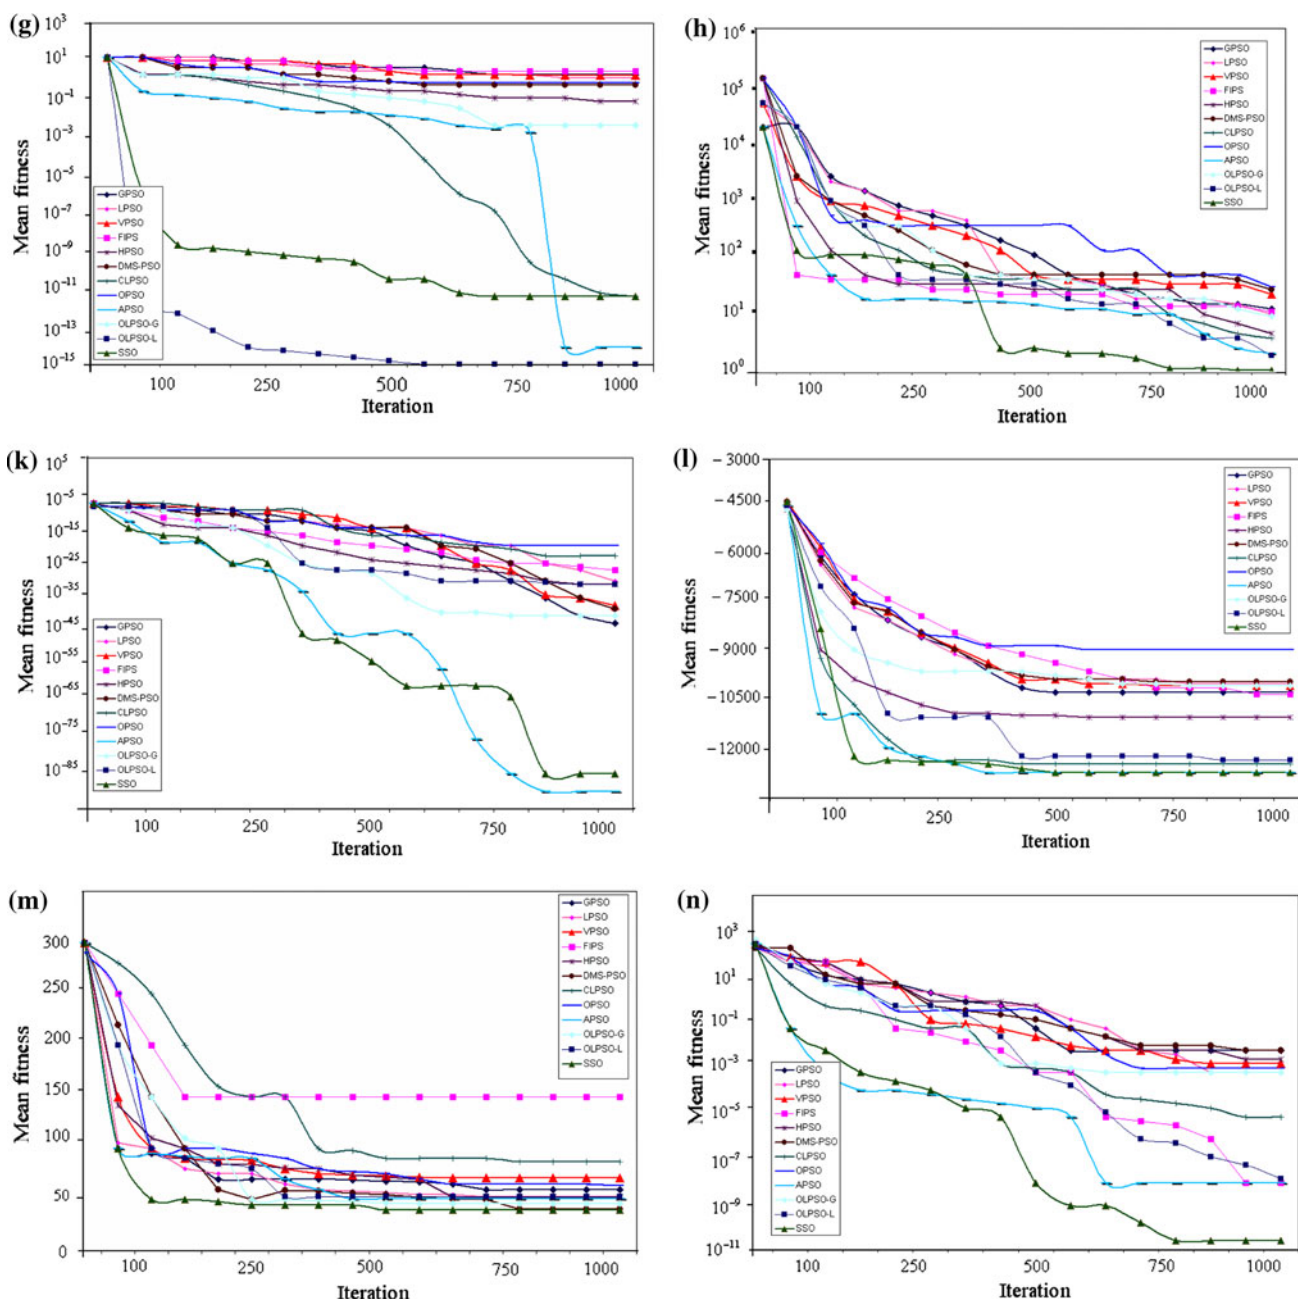 (g)
Mean fitness
10^3
10^1
10^-1
10^-3
10^-5
10^-7
10^-9
10^-11
10^-13
10^-15
GPSO
LPSO
VPSO
FIPS
HPSO
DMS-PSO
CLPSO
OPSO
APSO
OLPSO-G
OLPSO-L
SSO
100 250 500 750 1000
Iteration
(h)
Mean fitness
10^6
10^5
10^4
10^3
10^2
10^1
10^0
GPSO
LPSO
VPSO
FIPS
HPSO
DMS-PSO
CLPSO
OPSO
APSO
OLPSO-G
OLPSO-L
SSO
100 250 500 750 1000
Iteration
(k)
Mean fitness
10^5
10^-5
10^-15
10^-25
10^-35
10^-45
10^-55
10^-65
10^-75
10^-85
GPSO
LPSO
VPSO
FIPS
HPSO
DMS-PSO
CLPSO
OPSO
APSO
OLPSO-G
OLPSO-L
SSO
100 250 500 750 1000
Iteration
(l)
Mean fitness
−3000
−4500
−6000
−7500
−9000
−10500
−12000
GPSO
LPSO
VPSO
FIPS
HPSO
DMS-PSO
CLPSO
OPSO
APSO
OLPSO-G
OLPSO-L
SSO
100 250 500 750 1000
Iteration
(m)
Mean fitness
300
250
200
150
100
50
0
GPSO
LPSO
VPSO
FIPS
HPSO
DMS-PSO
CLPSO
OPSO
APSO
OLPSO-G
OLPSO-L
SSO
100 250 500 750 1000
Iteration
(n)
Mean fitness
10^3
10^1
10^-1
10^-3
10^-5
10^-7
10^-9
10^-11
GPSO
LPSO
VPSO
FIPS
HPSO
DMS-PSO
CLPSO
OPSO
APSO
OLPSO-G
OLPSO-L
SSO
100 250 500 750 1000
Iteration